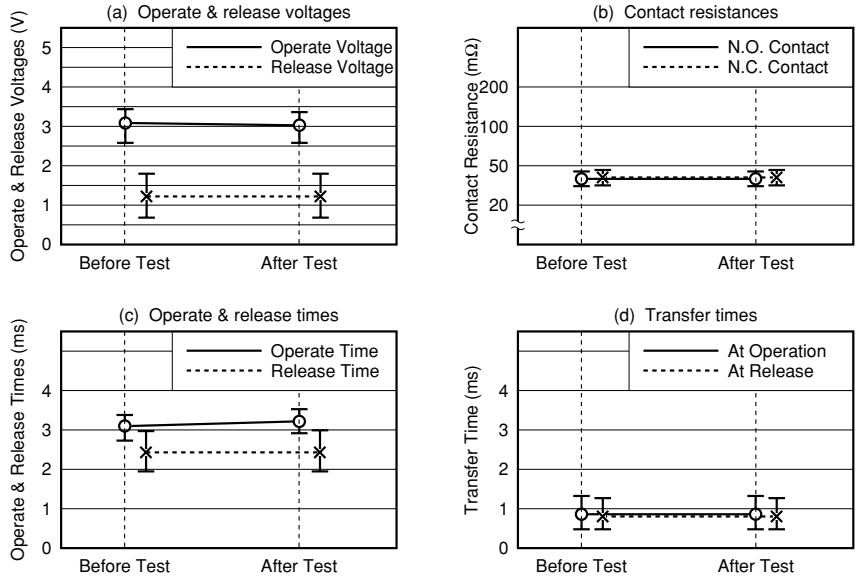 (a) Operate & release voltages
Operate & Release Voltages (V)
5
4
3
2
1
0
Operate Voltage
Release Voltage
Before Test
After Test
(b) Contact resistances
Contact Resistance (mΩ)
200
100
50
20
N.O. Contact
N.C. Contact
Before Test
After Test
(c) Operate & release times
Operate & Release Times (ms)
4
3
2
1
0
Operate Time
Release Time
Before Test
After Test
(d) Transfer times
Transfer Time (ms)
4
3
2
1
0
At Operation
At Release
Before Test
After Test